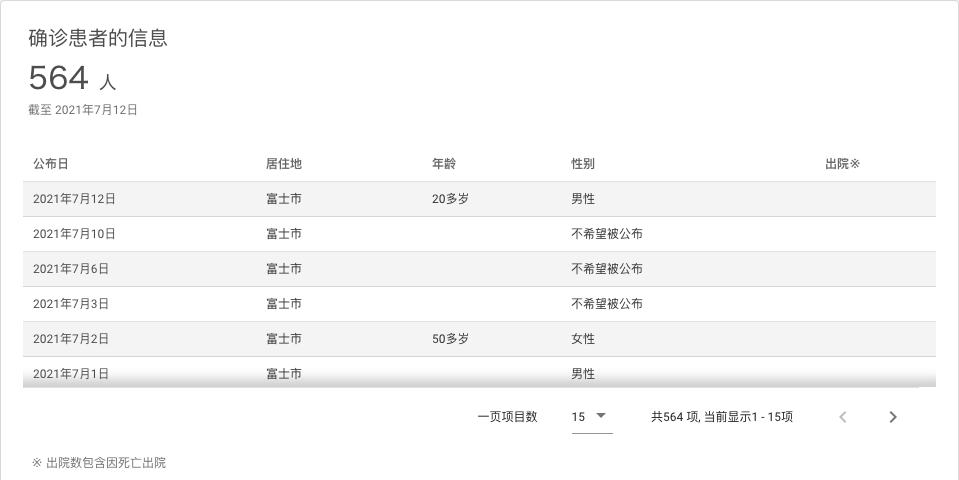 确诊患者的信息
564 人
截至 2021年7月12日
公布日 居住地 年龄 性别 出院※
2021年7月12日 富士市 20多岁 男性
2021年7月10日 富士市 不希望被公布
2021年7月6日 富士市 不希望被公布
2021年7月3日 富士市 不希望被公布
2021年7月2日 富士市 50多岁 女性
2021年7月1日 富士市 男性
一页项目数 15 共564 项, 当前显示1 - 15项
※ 出院数包含因死亡出院